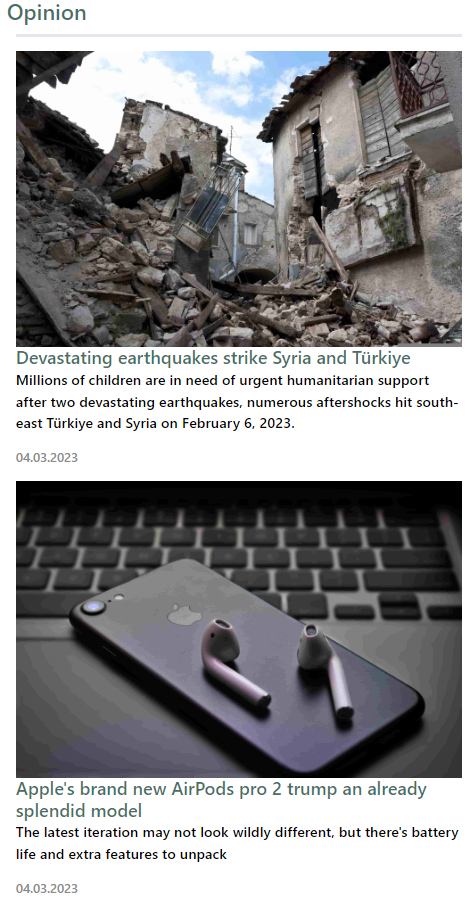 Opinion
Devastating earthquakes strike Syria and Türkiye
Millions of children are in need of urgent humanitarian support
after two devastating earthquakes, numerous aftershocks hit south-
east Türkiye and Syria on February 6, 2023.
04.03.2023
Apple's brand new AirPods pro 2 trump an already
splendid model
The latest iteration may not look wildly different, but there's battery
life and extra features to unpack
04.03.2023